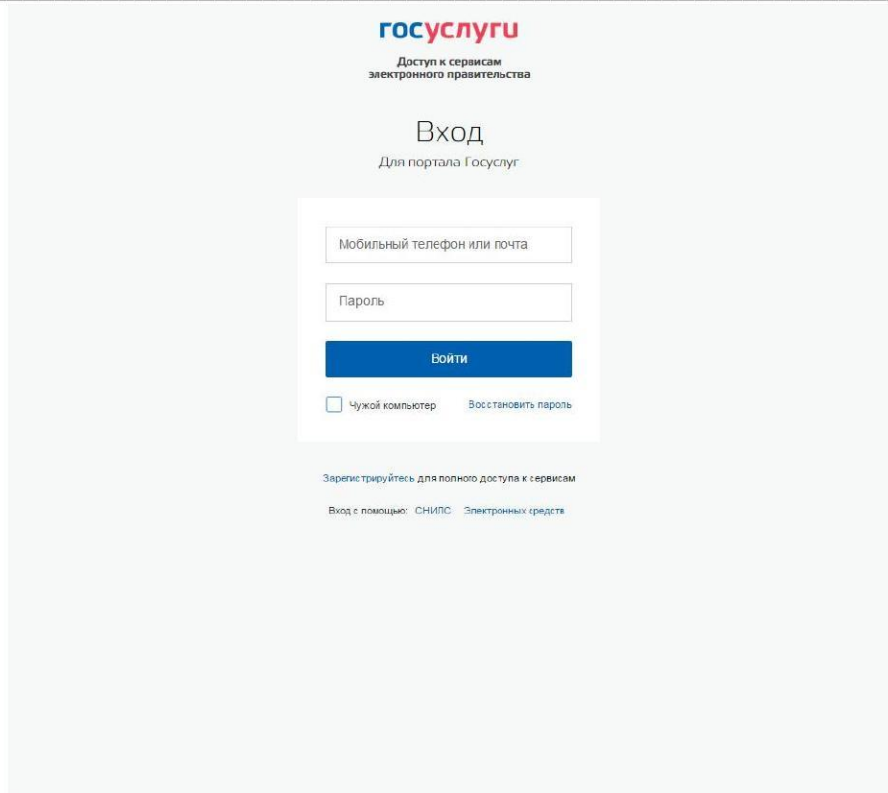 госуслуги
Доступ к сервисам
электронного правительства
Вход
Для портала Госуслуг
Мобильный телефон или почта
Пароль
Войти
Чужой компьютер Восстановить пароль
Зарегистрируйтесь для полного доступа к сервисам
Вход с помощью: СНИЛС Электронных средств